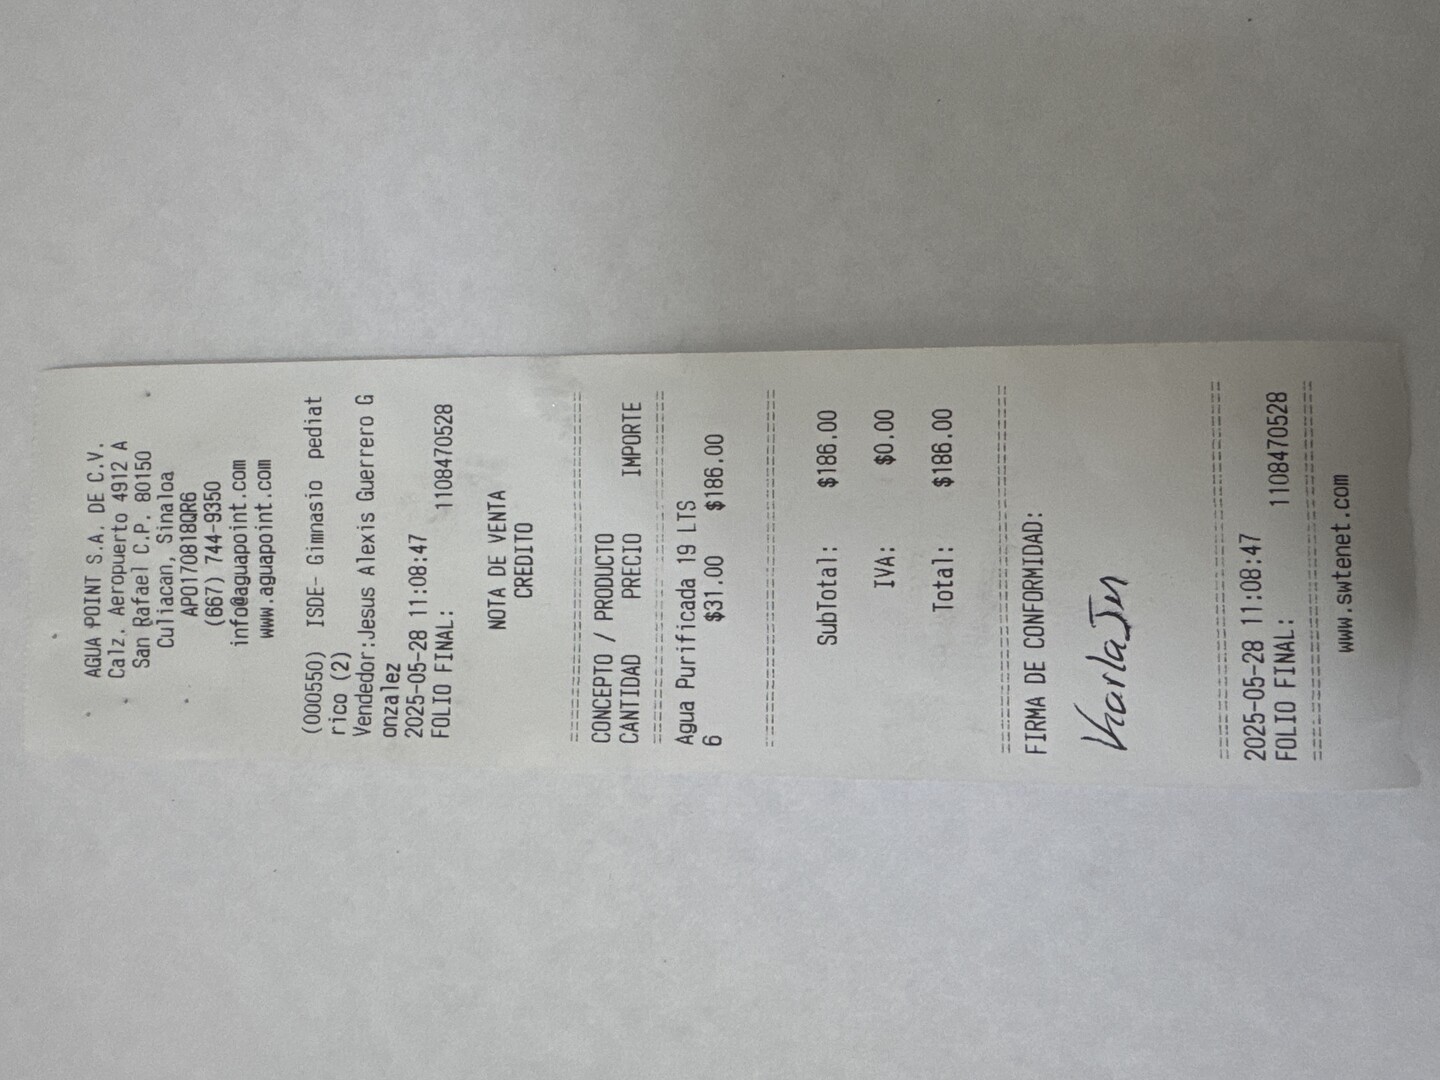 AGUA POINT S.A. DE C.V.
Calz. Aeropuerto 4912 A
San Rafael C.P. 80150
Culiacan, Sinaloa
APO170818QR6
(667) 744-9350
info@aguapoint.com
www.aguapoint.com
(000550) ISDE- Gimnasio pediat
rico (2)
Vendedor:Jesus Alexis Guerrero G
onzalez
2025-05-28 11:08:47
FOLIO FINAL: 1108470528
NOTA DE VENTA
CREDITO
================================
CONCEPTO / PRODUCTO
CANTIDAD PRECIO IMPORTE
================================
Agua Purificada 19 LTS
6 $31.00 $186.00
================================
SubTotal: $186.00
IVA: $0.00
Total: $186.00
================================
FIRMA DE CONFORMIDAD:
Karla
================================
2025-05-28 11:08:47
FOLIO FINAL: 1108470528
================================
www.swtenet.com